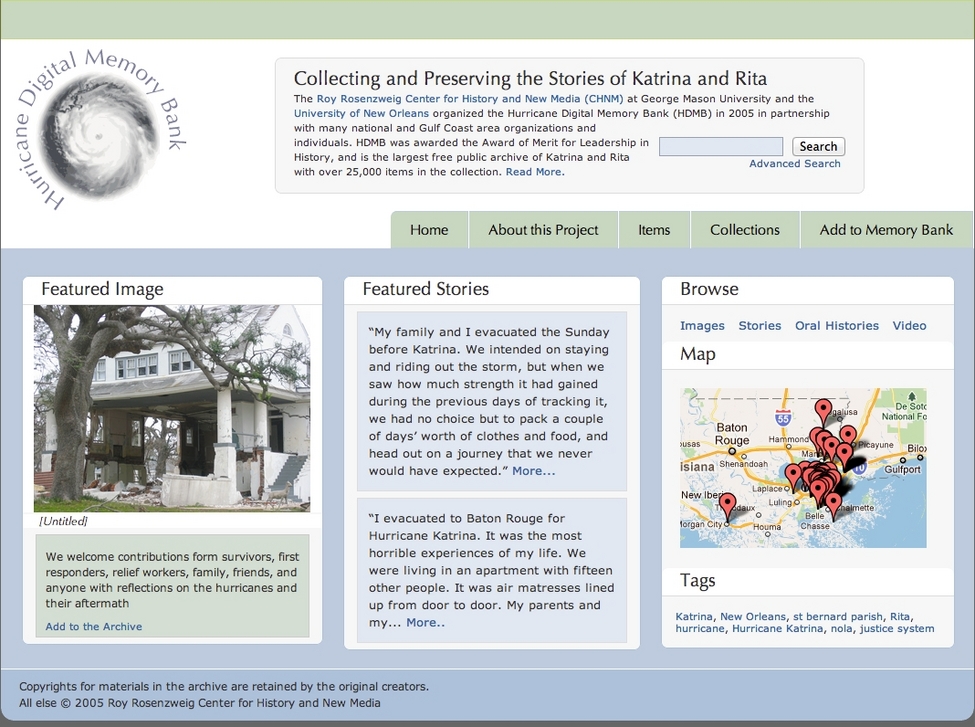 Hurricane Digital Memory Bank
Collecting and Preserving the Stories of Katrina and Rita
The Roy Rosenzweig Center for History and New Media (CHNM) at George Mason University and the
University of New Orleans organized the Hurricane Digital Memory Bank (HDMB) in 2005 in partnership
with many national and Gulf Coast area organizations and
individuals. HDMB was awarded the Award of Merit for Leadership in
History, and is the largest free public archive of Katrina and Rita
with over 25,000 items in the collection. Read More.
Search
Advanced Search
Home
About this Project
Items
Collections
Add to Memory Bank
Featured Image
[Untitled]
We welcome contributions form survivors, first
responders, relief workers, family, friends, and
anyone with reflections on the hurricanes and
their aftermath
Add to the Archive
Featured Stories
“My family and I evacuated the Sunday
before Katrina. We intended on staying
and riding out the storm, but when we
saw how much strength it had gained
during the previous days of tracking it,
we had no choice but to pack a couple
of days’ worth of clothes and food, and
head out on a journey that we never
would have expected.” More...
“I evacuated to Baton Rouge for
Hurricane Katrina. It was the most
horrible experiences of my life. We
were living in an apartment with fifteen
other people. It was air matresses lined
up from door to door. My parents and
my... More..
Browse
Images
Stories
Oral Histories
Video
Map
55
De Soto
National Fo
galusa
Baton
Rouge
Hammond
Picayune
Bilo
ousas
Shenandoah
Gulfport
isiana
10
Laplace
New Iber
Luling
Morgan City
Houma
Belle
Chasse
halmette
Tags
Katrina, New Orleans, st bernard parish, Rita,
hurricane, Hurricane Katrina, nola, justice system
Copyrights for materials in the archive are retained by the original creators.
All else © 2005 Roy Rosenzweig Center for History and New Media